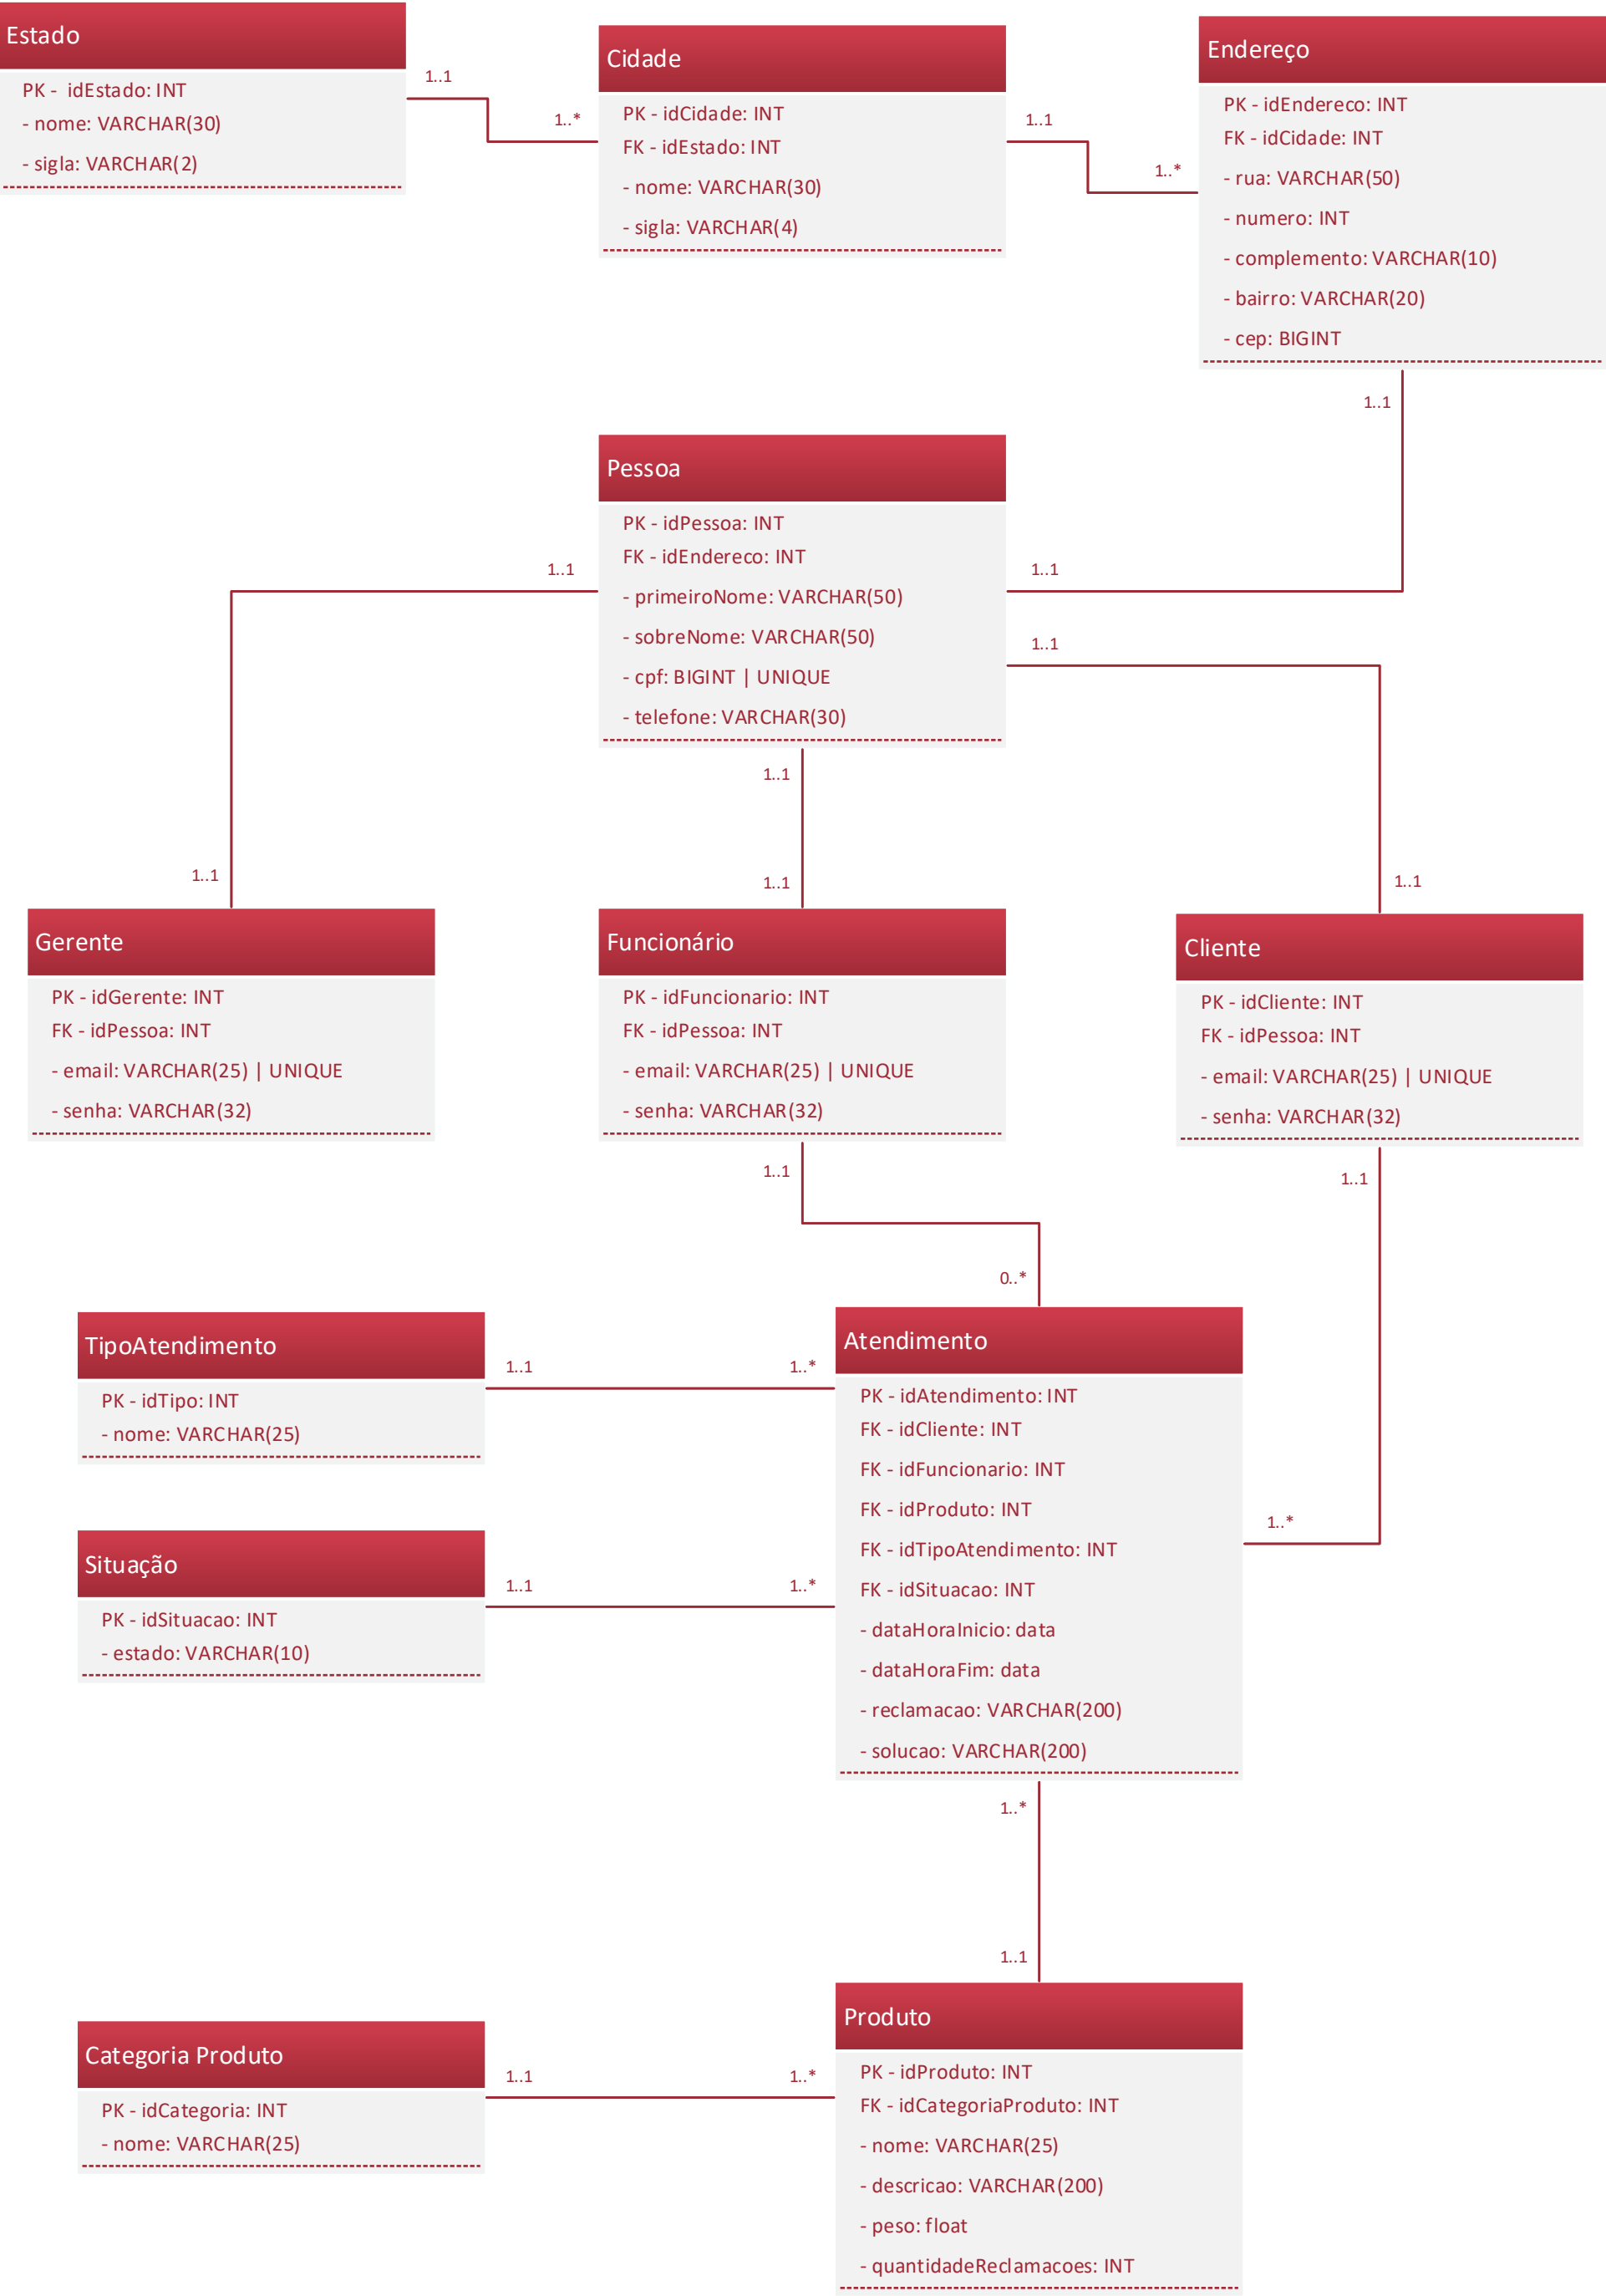 Estado
PK -  idEstado: INT
- nome: VARCHAR(30)
- sigla: VARCHAR(2)
1..1
1..*
Cidade
PK - idCidade: INT
FK - idEstado: INT
- nome: VARCHAR(30)
- sigla: VARCHAR(4)
1..1
1..*
Endereço
PK - idEndereco: INT
FK - idCidade: INT
- rua: VARCHAR(50)
- numero: INT
- complemento: VARCHAR(10)
- bairro: VARCHAR(20)
- cep: BIGINT
1..1
Pessoa
PK - idPessoa: INT
FK - idEndereco: INT
- primeiroNome: VARCHAR(50)
- sobreNome: VARCHAR(50)
- cpf: BIGINT | UNIQUE
- telefone: VARCHAR(30)
1..1
1..1
1..1
1..1
1..1
1..1
1..1
Gerente
PK - idGerente: INT
FK - idPessoa: INT
- email: VARCHAR(25) | UNIQUE
- senha: VARCHAR(32)
Funcionário
PK - idFuncionario: INT
FK - idPessoa: INT
- email: VARCHAR(25) | UNIQUE
- senha: VARCHAR(32)
1..1
Cliente
PK - idCliente: INT
FK - idPessoa: INT
- email: VARCHAR(25) | UNIQUE
- senha: VARCHAR(32)
1..1
0..*
TipoAtendimento
PK - idTipo: INT
- nome: VARCHAR(25)
1..1
1..*
Situação
PK - idSituacao: INT
- estado: VARCHAR(10)
1..1
1..*
Atendimento
PK - idAtendimento: INT
FK - idCliente: INT
FK - idFuncionario: INT
FK - idProduto: INT
FK - idTipoAtendimento: INT
FK - idSituacao: INT
- dataHoraInicio: data
- dataHoraFim: data
- reclamacao: VARCHAR(200)
- solucao: VARCHAR(200)
1..*
1..*
1..1
Categoria Produto
PK - idCategoria: INT
- nome: VARCHAR(25)
1..1
1..*
Produto
PK - idProduto: INT
FK - idCategoriaProduto: INT
- nome: VARCHAR(25)
- descricao: VARCHAR(200)
- peso: float
- quantidadeReclamacoes: INT